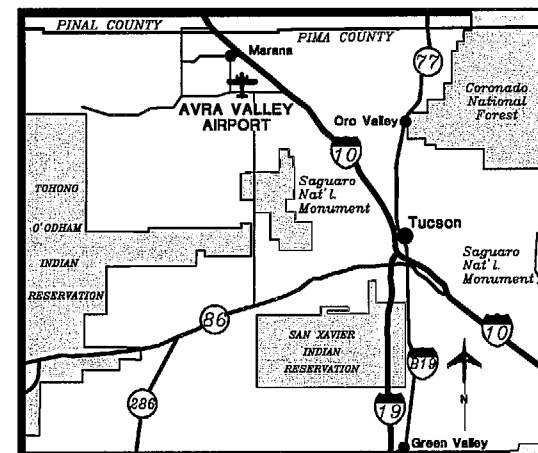 PINAL COUNTY
PIMA COUNTY
Marana
77
AVRA VALLEY
AIRPORT
Oro Valley
Coronado
National
Forest
10
TOHONO
O'ODHAM
INDIAN
RESERVATION
Saguaro
Nat'l.
Monument
Tucson
Saguaro
Nat'l.
Monument
86
SAN XAVIER
INDIAN
RESERVATION
10
B19
286
19
N
Green Valley